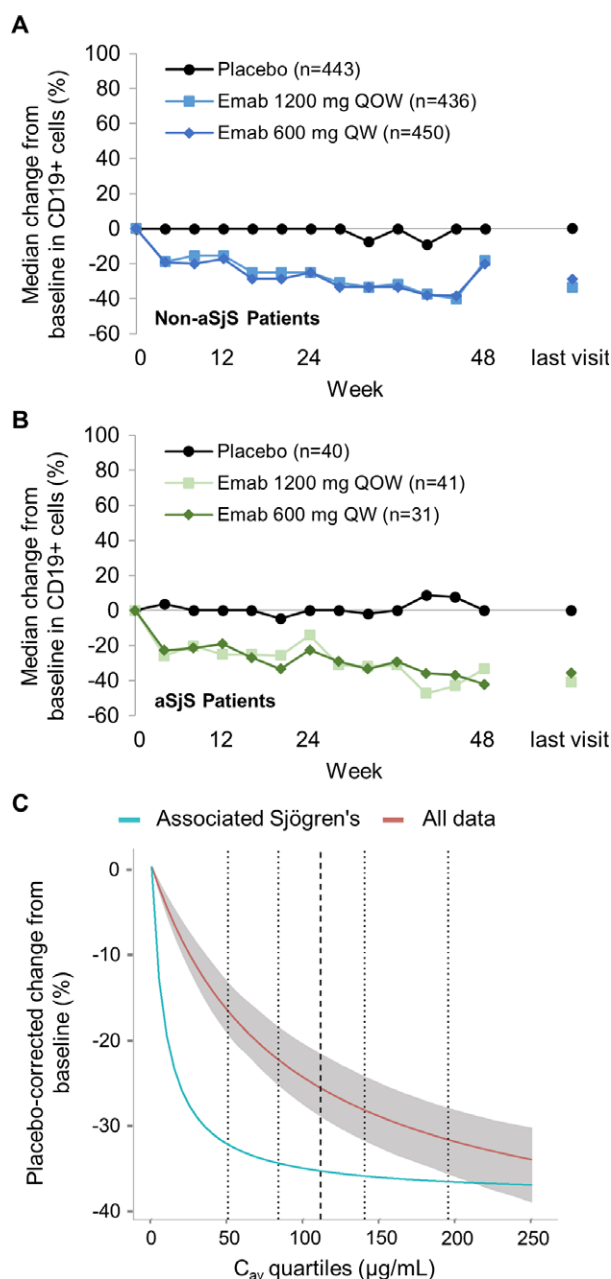 A
Median change from
baseline in CD19+ cells (%)
100
80
60
40
20
0
-20
-40
-60
Placebo (n=443)
Emab 1200 mg QOW (n=436)
Emab 600 mg QW (n=450)
Non-aSjS Patients
0 12 24 48 last visit
Week
B
Median change from
baseline in CD19+ cells (%)
100
80
60
40
20
0
-20
-40
-60
Placebo (n=40)
Emab 1200 mg QOW (n=41)
Emab 600 mg QW (n=31)
aSjS Patients
0 12 24 48 last visit
Week
C
Associated Sjögren's All data
Placebo-corrected change from
baseline (%)
0
-10
-20
-30
-40
0 50 100 150 200 250
Cav quartiles (µg/mL)